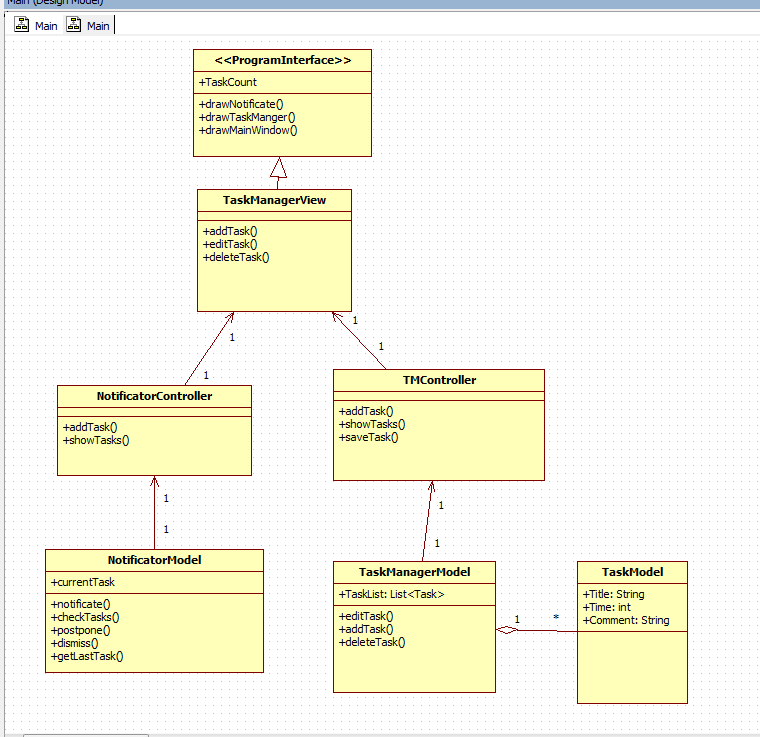 Main (Design Model)
Main
Main
<<ProgramInterface>>
+TaskCount
+drawNotificate()
+drawTaskManger()
+drawMainWindow()
TaskManagerView
+addTask()
+editTask()
+deleteTask()
1
1
1
1
NotificatorController
+addTask()
+showTasks()
TMController
+addTask()
+showTasks()
+saveTask()
1
1
1
1
NotificatorModel
+currentTask
+notificate()
+checkTasks()
+postpone()
+dismiss()
+getLastTask()
TaskManagerModel
+TaskList: List<Task>
+editTask()
+addTask()
+deleteTask()
1
*
TaskModel
+Title: String
+Time: int
+Comment: String